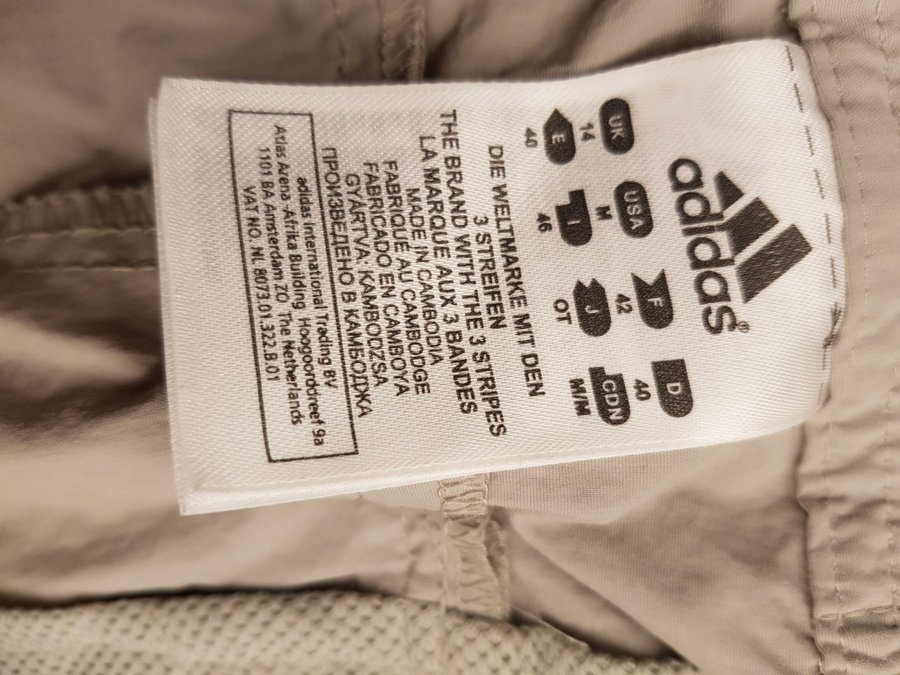 adidas®
UK USA F D
14 M 42 40
E I J CDN
40 46 OT M/M
DIE WELTMARKE MIT DEN
3 STREIFEN
THE BRAND WITH THE 3 STRIPES
LA MARQUE AUX 3 BANDES
MADE IN CAMBODIA
FABRIQUÉ AU CAMBODGE
FABRICADO EN CAMBOYA
GYÁRTVA: KAMBODZSA
ПРОИЗВЕДЕНО В КАМБОДЖА
adidas International Trading BV
Atlas Arena -Afrika Building Hoogoorddreef 9a
1101 BA Amsterdam ZO The Netherlands
VAT NO. NL 8073.01.322.B.01